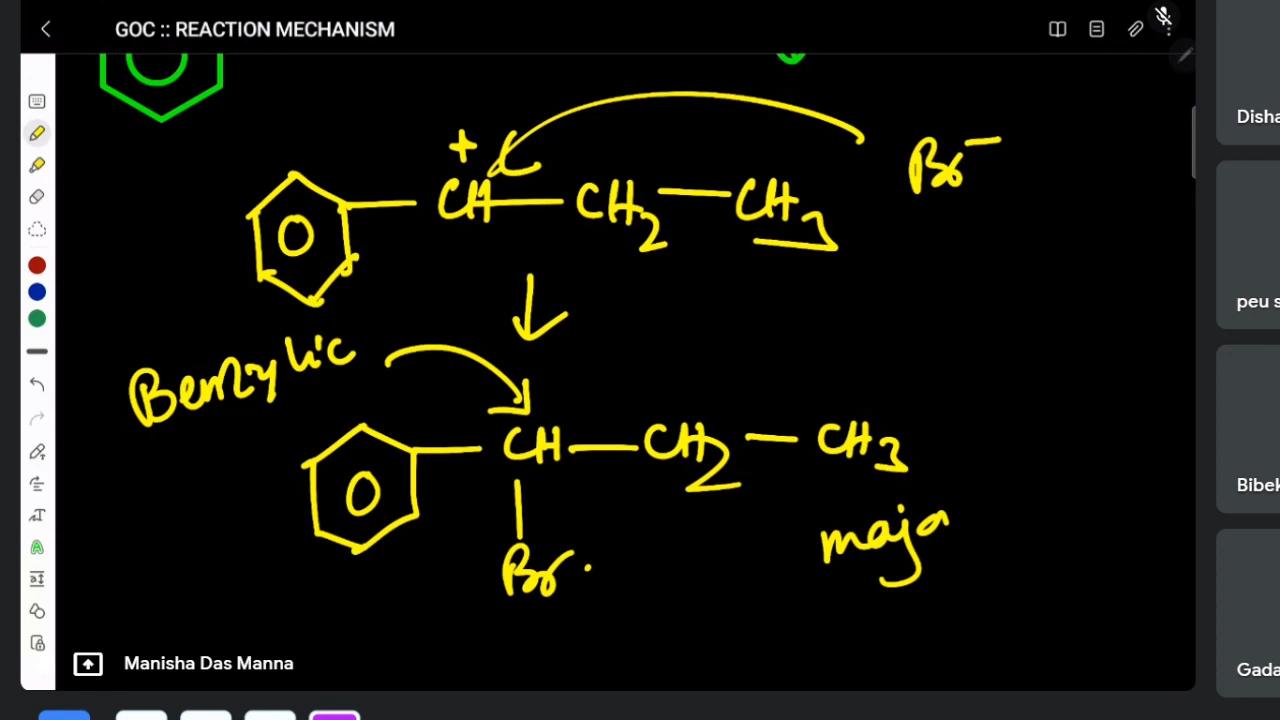 GOC :: REACTION MECHANISM
+
CH — CH2 — CH3
Br−
Benzylic
CH — CH2 — CH3
Br
major
Manisha Das Manna
Disha
peu s
Bibek
Gada